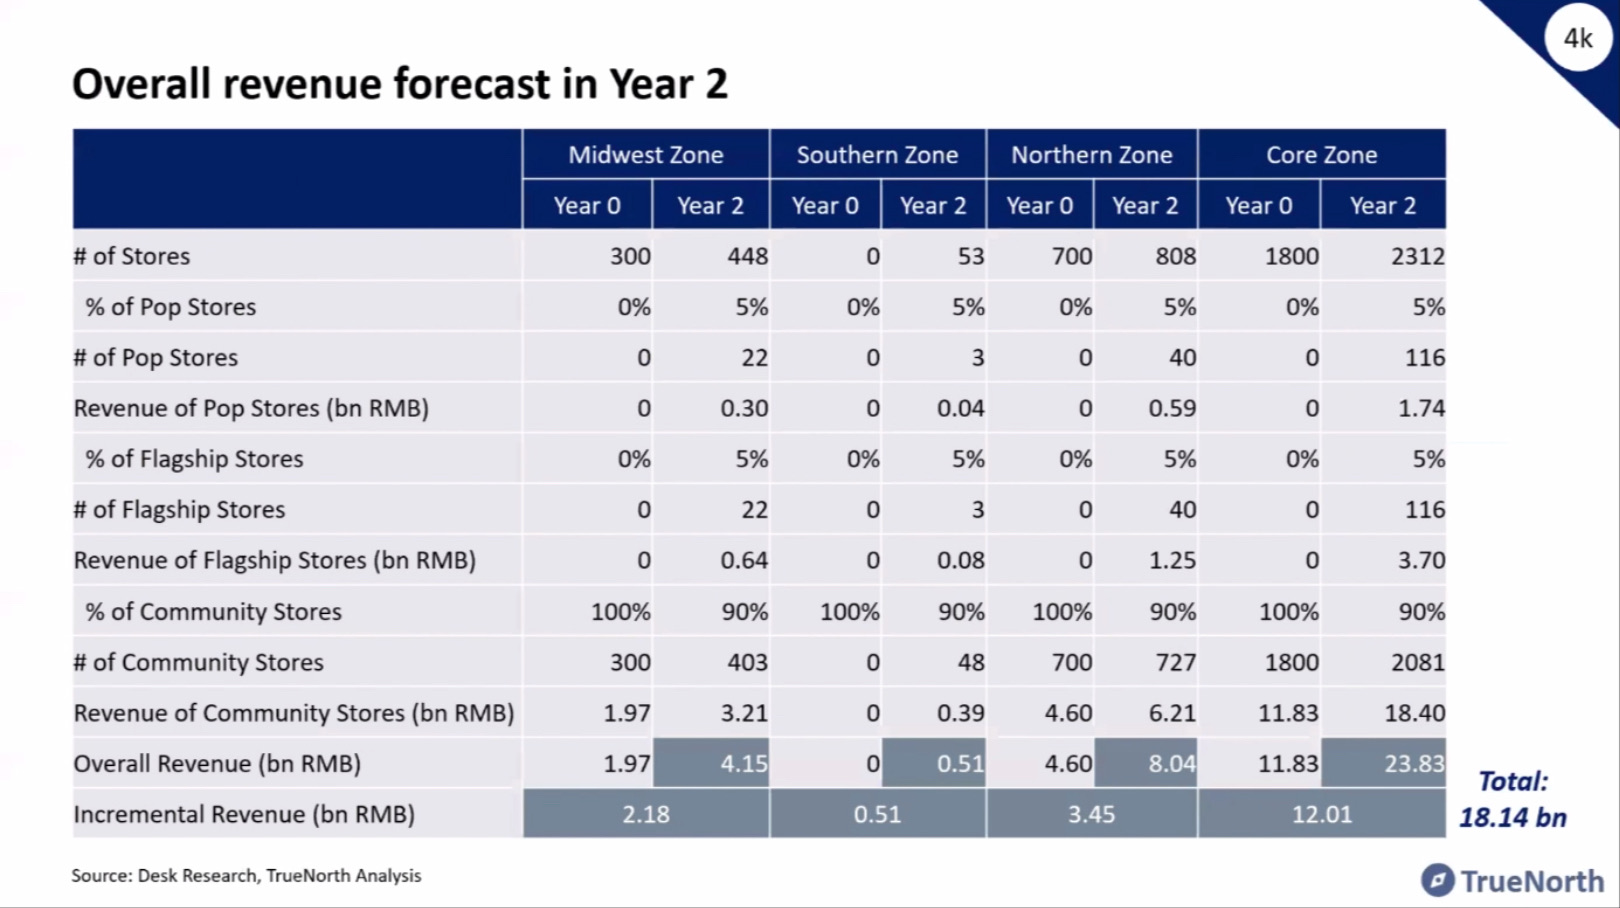 4k
Overall revenue forecast in Year 2
Midwest Zone Southern Zone Northern Zone Core Zone
Year 0 Year 2 Year 0 Year 2 Year 0 Year 2 Year 0 Year 2
# of Stores 300 448 0 53 700 808 1800 2312
% of Pop Stores 0% 5% 0% 5% 0% 5% 0% 5%
# of Pop Stores 0 22 0 3 0 40 0 116
Revenue of Pop Stores (bn RMB) 0 0.30 0 0.04 0 0.59 0 1.74
% of Flagship Stores 0% 5% 0% 5% 0% 5% 0% 5%
# of Flagship Stores 0 22 0 3 0 40 0 116
Revenue of Flagship Stores (bn RMB) 0 0.64 0 0.08 0 1.25 0 3.70
% of Community Stores 100% 90% 100% 90% 100% 90% 100% 90%
# of Community Stores 300 403 0 48 700 727 1800 2081
Revenue of Community Stores (bn RMB) 1.97 3.21 0 0.39 4.60 6.21 11.83 18.40
Overall Revenue (bn RMB) 1.97 4.15 0 0.51 4.60 8.04 11.83 23.83
Incremental Revenue (bn RMB) 2.18 0.51 3.45 12.01
Total:
18.14 bn
Source: Desk Research, TrueNorth Analysis
TrueNorth